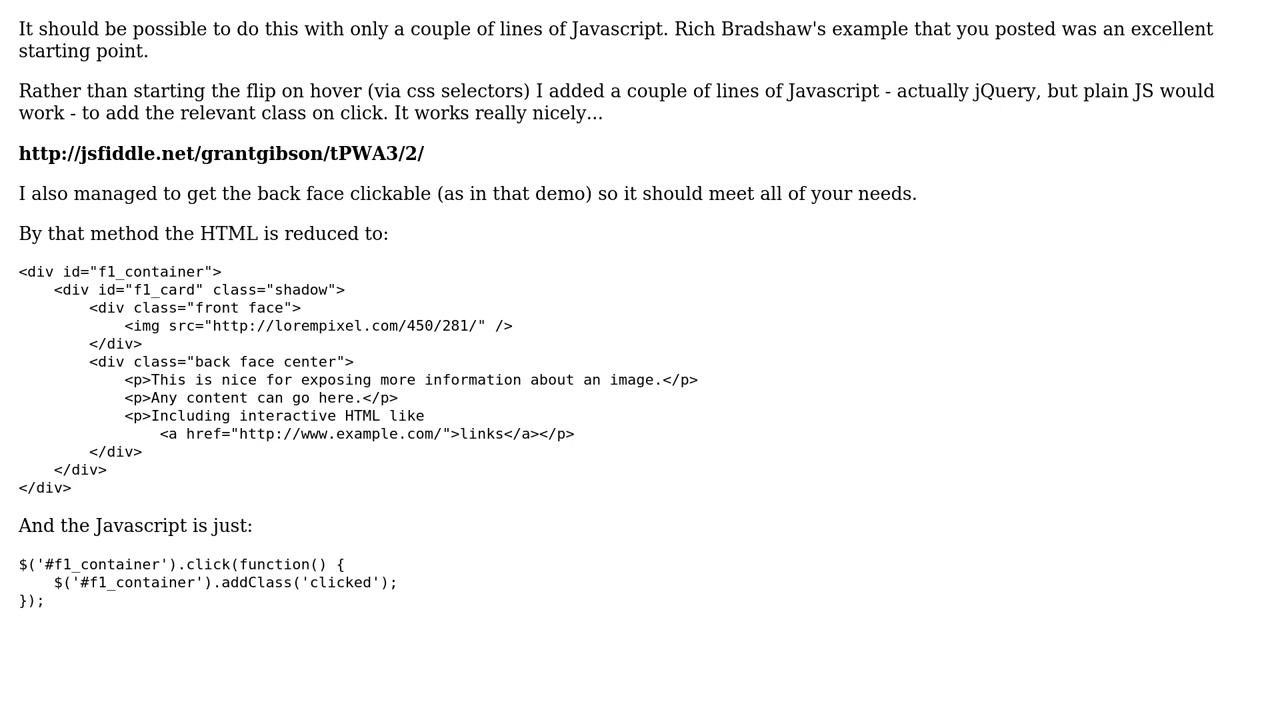 It should be possible to do this with only a couple of lines of Javascript. Rich Bradshaw's example that you posted was an excellent
starting point.
Rather than starting the flip on hover (via css selectors) I added a couple of lines of Javascript - actually jQuery, but plain JS would
work - to add the relevant class on click. It works really nicely...
http://jsfiddle.net/grantgibson/tPWA3/2/
I also managed to get the back face clickable (as in that demo) so it should meet all of your needs.
By that method the HTML is reduced to:
<div id="f1_container">
    <div id="f1_card" class="shadow">
        <div class="front face">
            <img src="http://lorempixel.com/450/281/" />
        </div>
        <div class="back face center">
            <p>This is nice for exposing more information about an image.</p>
            <p>Any content can go here.</p>
            <p>Including interactive HTML like
                <a href="http://www.example.com/">links</a></p>
        </div>
    </div>
</div>
And the Javascript is just:
$('#f1_container').click(function() {
    $('#f1_container').addClass('clicked');
});